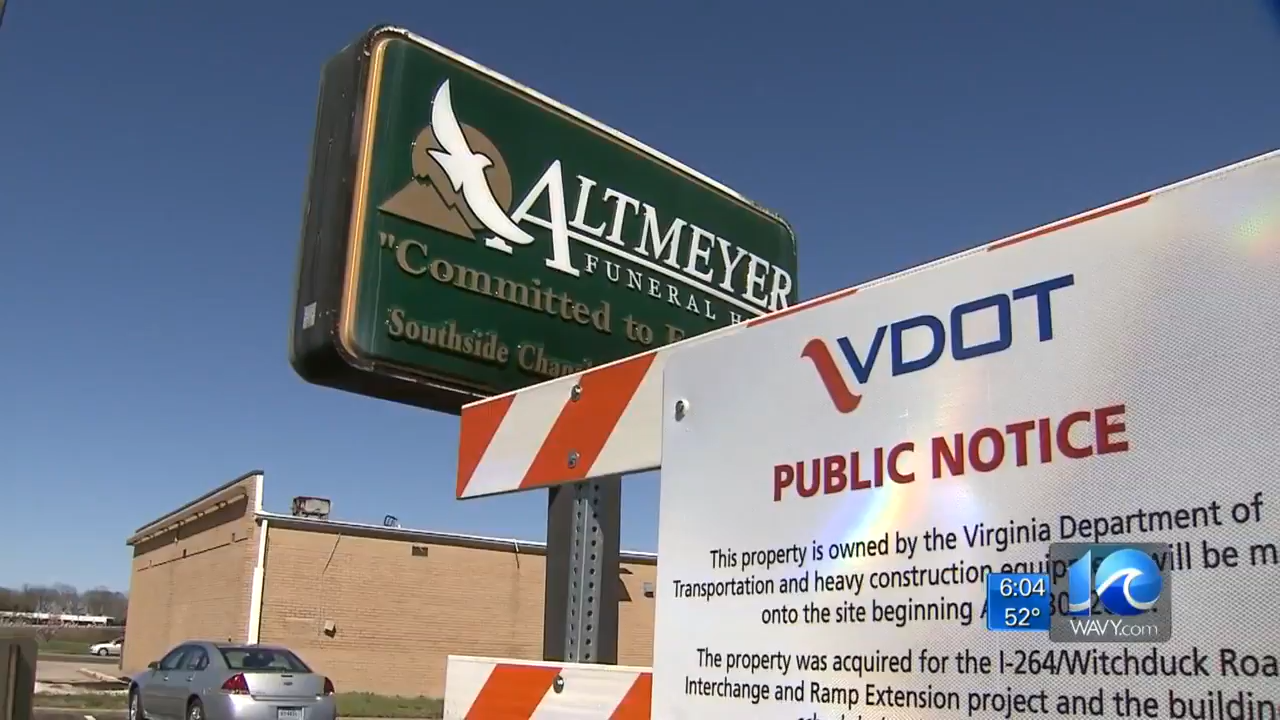 ALTMEYER
FUNERAL
"Committed to
Southside
VDOT
PUBLIC NOTICE
This property is owned by the Virginia Department of
Transportation and heavy construction will be
onto the site beginning
The property was acquired for the I-264/Witchduck
Interchange and Ramp Extension project and the
6:04
52°
10
WAVY.com